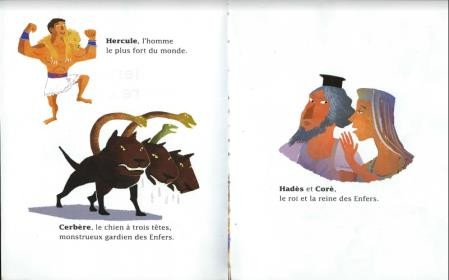 Hercule, l'homme
le plus fort du monde.
Cerbère, le chien à trois têtes,
monstrueux gardien des Enfers.
Hadès et Corè,
le roi et la reine des Enfers.